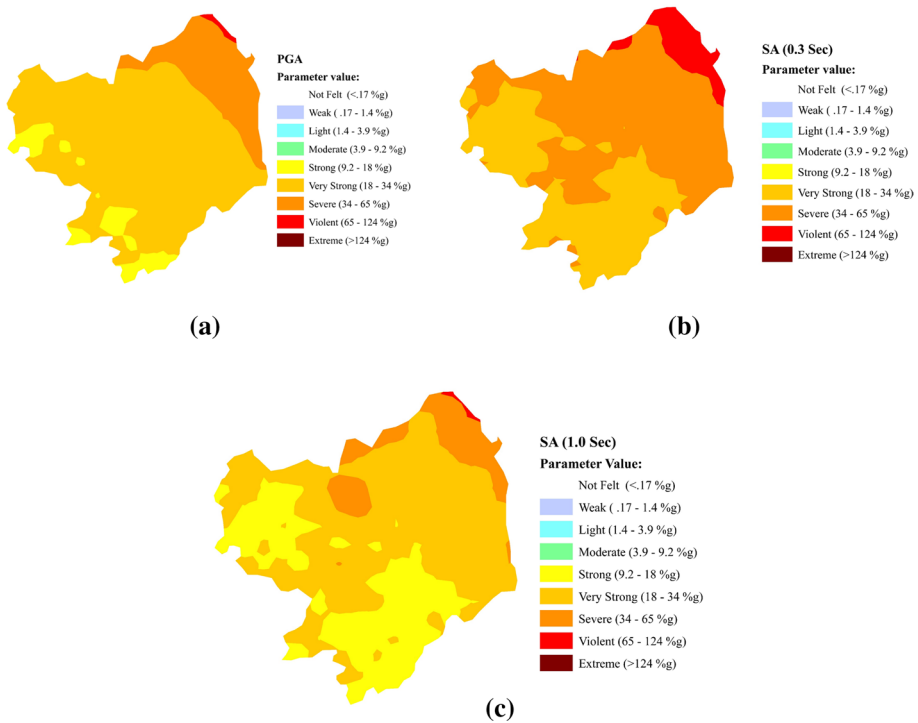 PGA
Parameter value:
Not Felt (<.17 %g)
Weak ( .17 - 1.4 %g)
Light (1.4 - 3.9 %g)
Moderate (3.9 - 9.2 %g)
Strong (9.2 - 18 %g)
Very Strong (18 - 34 %g)
Severe (34 - 65 %g)
Violent (65 - 124 %g)
Extreme (>124 %g)
(a)
SA (0.3 Sec)
Parameter value:
Not Felt (<.17 %g)
Weak ( .17 - 1.4 %g)
Light (1.4 - 3.9 %g)
Moderate (3.9 - 9.2 %g)
Strong (9.2 - 18 %g)
Very Strong (18 - 34 %g)
Severe (34 - 65 %g)
Violent (65 - 124 %g)
Extreme (>124 %g)
(b)
SA (1.0 Sec)
Parameter Value:
Not Felt (<.17 %g)
Weak ( .17 - 1.4 %g)
Light (1.4 - 3.9 %g)
Moderate (3.9 - 9.2 %g)
Strong (9.2 - 18 %g)
Very Strong (18 - 34 %g)
Severe (34 - 65 %g)
Violent (65 - 124 %g)
Extreme (>124 %g)
(c)